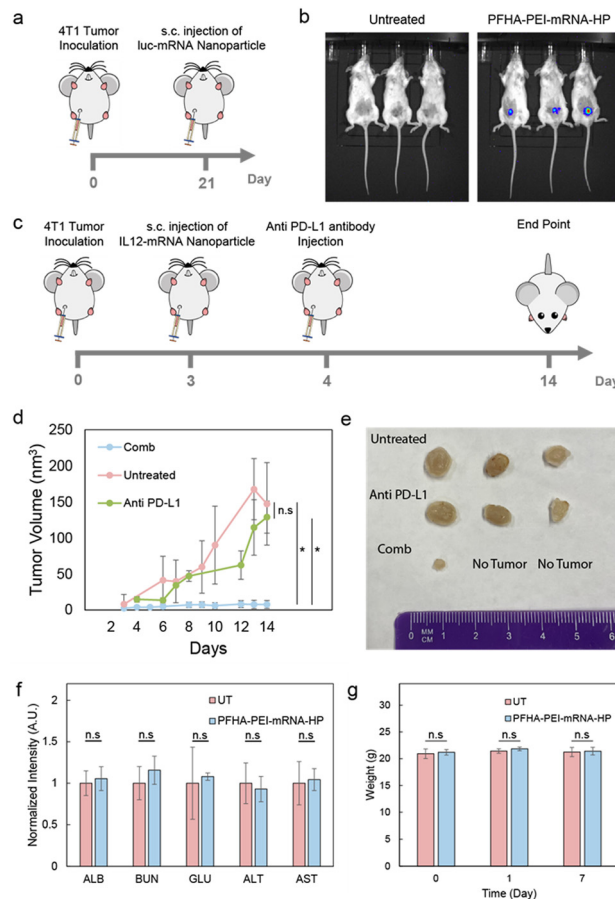 a
4T1 Tumor
Inoculation
s.c. injection of
luc-mRNA Nanoparticle
0
21
Day
b
Untreated
PFHA-PEI-mRNA-HP
c
4T1 Tumor
Inoculation
s.c. injection of
IL12-mRNA Nanoparticle
Anti PD-L1 antibody
Injection
End Point
0
3
4
14
Day
d
Tumor Volume (nm³)
250
200
150
100
50
0
Comb
Untreated
Anti PD-L1
n.s
*
*
2 4 6 8 10 12 14
Days
e
Untreated
Anti PD-L1
Comb
No Tumor
No Tumor
0 1 2 3 4 5 6
MM
CM
f
Normalized Intensity (A.U.)
2
1.5
1
0.5
0
UT
PFHA-PEI-mRNA-HP
n.s n.s n.s n.s n.s
ALB BUN GLU ALT AST
g
Weight (g)
30
25
20
15
10
5
0
UT
PFHA-PEI-mRNA-HP
n.s n.s n.s
0 1 7
Time (Day)